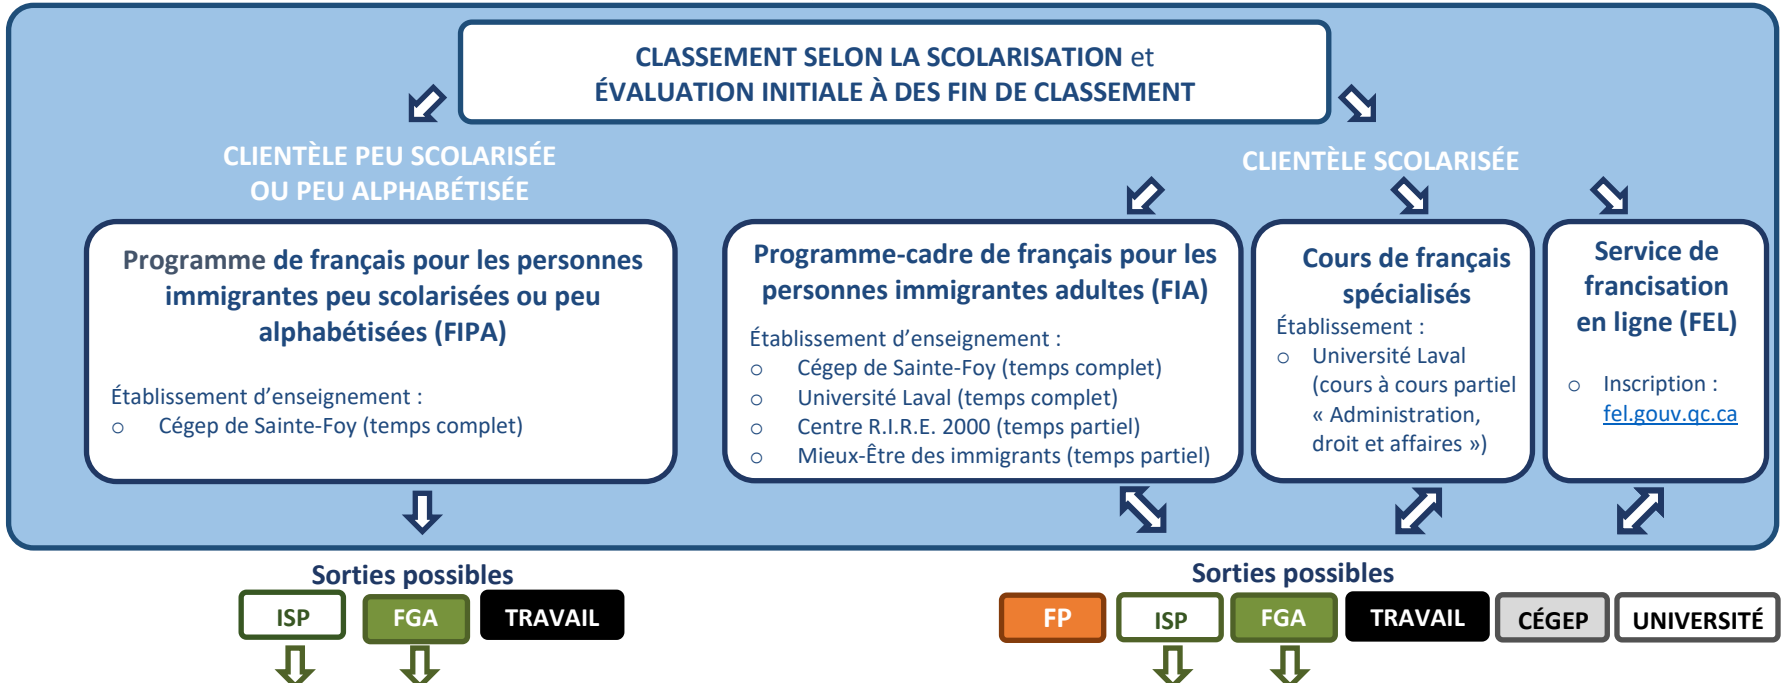 CLASSEMENT SELON LA SCOLARISATION et
ÉVALUATION INITIALE À DES FIN DE CLASSEMENT
CLIENTÈLE PEU SCOLARISÉE
OU PEU ALPHABÉTISÉE
CLIENTÈLE SCOLARISÉE
Programme de français pour les personnes
immigrantes peu scolarisées ou peu
alphabétisées (FIPA)
Établissement d’enseignement :
o Cégep de Sainte-Foy (temps complet)
Programme-cadre de français pour les
personnes immigrantes adultes (FIA)
Établissement d’enseignement :
o Cégep de Sainte-Foy (temps complet)
o Université Laval (temps complet)
o Centre R.I.R.E. 2000 (temps partiel)
o Mieux-Être des immigrants (temps partiel)
Cours de français
spécialisés
Établissement :
o Université Laval
(cours à cours partiel
« Administration,
droit et affaires »)
Service de
francisation
en ligne (FEL)
o Inscription :
fel.gouv.qc.ca
Sorties possibles
ISP FGA TRAVAIL
Sorties possibles
FP ISP FGA TRAVAIL CÉGEP UNIVERSITÉ